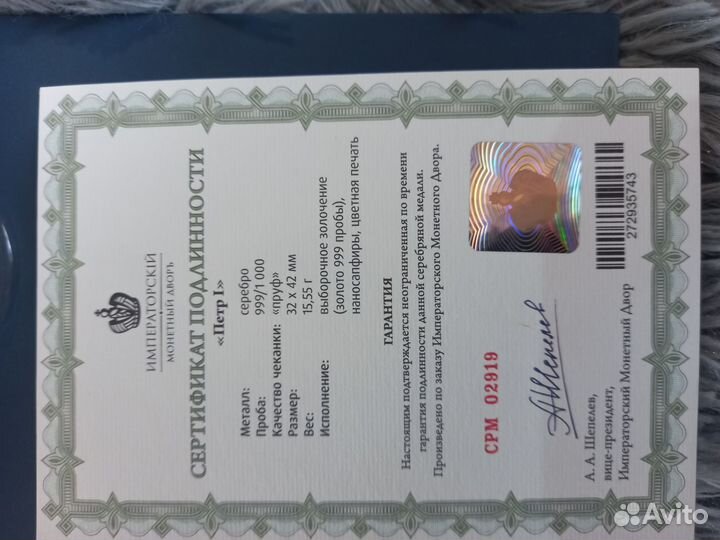 ИМПЕРАТОРСКІЙ
МОНЕТНЫЙ ДВОРЪ
СЕРТИФИКАТ ПОДЛИННОСТИ
«Петр I»
Металл: серебро
Проба: 999/1 000
Качество чеканки: «пруф»
Размер: 32 х 42 мм
Вес: 15,55 г
Исполнение: выборочное золочение
(золото 999 пробы),
наносапфиры, цветная печать
ГАРАНТИЯ
Настоящим подтверждается неограниченная по времени
гарантия подлинности данной серебряной медали.
Произведено по заказу Императорского Монетного Двора.
СРМ 02919
А. А. Щепелев,
вице-президент,
Императорский Монетный Двор
272935743
Avito